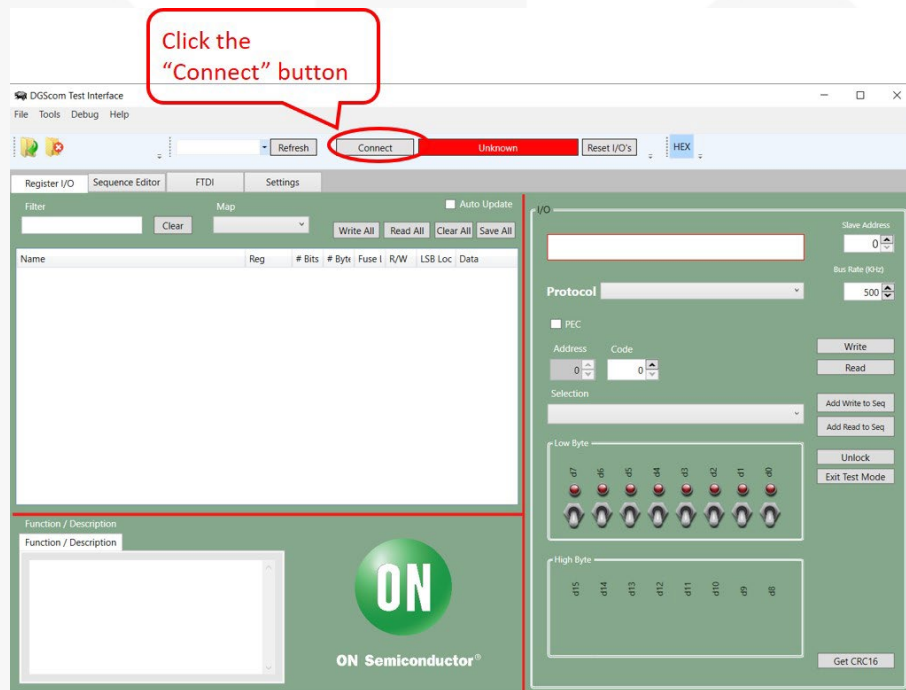 Click the
“Connect” button
DGScom Test Interface
File Tools Debug Help
Refresh Connect Unknown Reset I/O's HEX
Register I/O Sequence Editor FTDI Settings
Filter Map Auto Update
Clear Write All Read All Clear All Save All
Name Reg # Bits # Byte Fuse L R/W LSB Loc Data
Function / Description
Function / Description
ON
ON Semiconductor®
I/O
Slave Address
0
Bus Rate (KHz)
Protocol 500
PEC
Address Code Write
0 0 Read
Selection
Add Write to Seq
Add Read to Seq
Low Byte
Unlock
d7 d6 d5 d4 d3 d2 d1 d0
Exit Test Mode
High Byte
d15 d14 d13 d12 d11 d10 d9 d8
Get CRC16